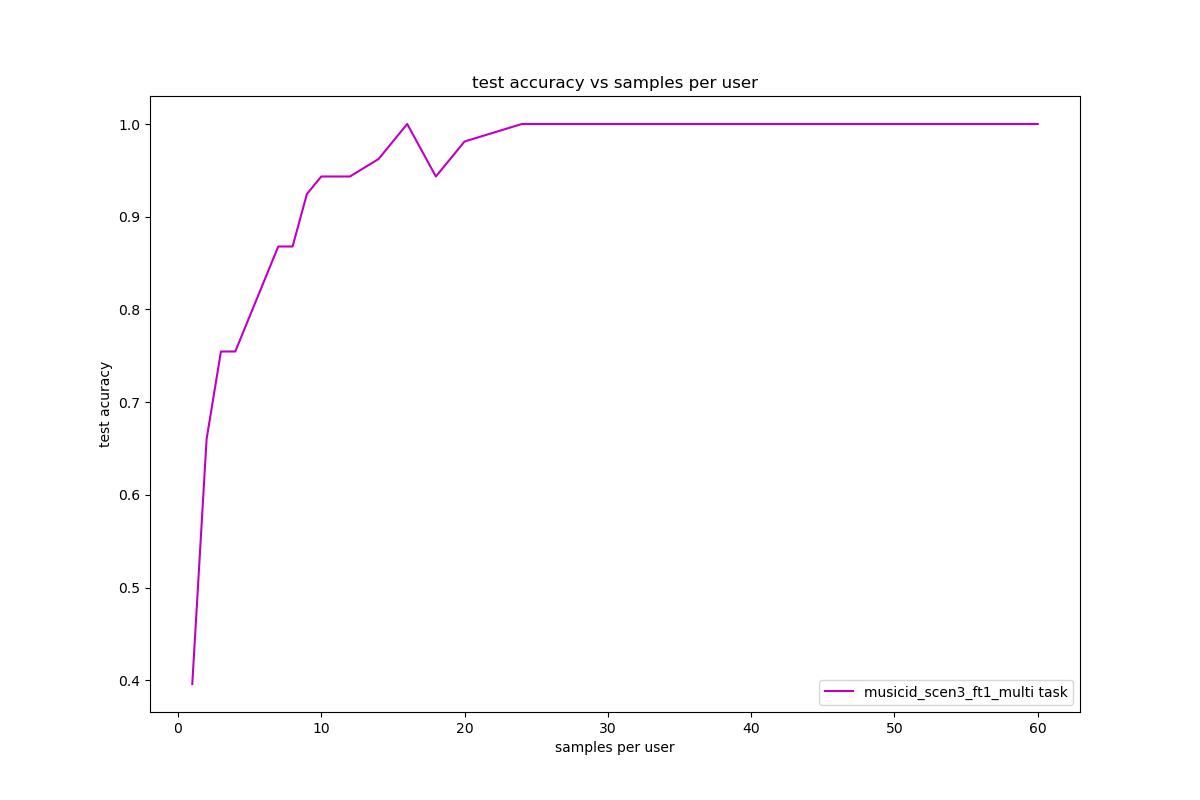 test accuracy vs samples per user
1.0
0.9
0.8
0.7
0.6
0.5
0.4
test acuracy
0 10 20 30 40 50 60
samples per user
musicid_scen3_ft1_multi task